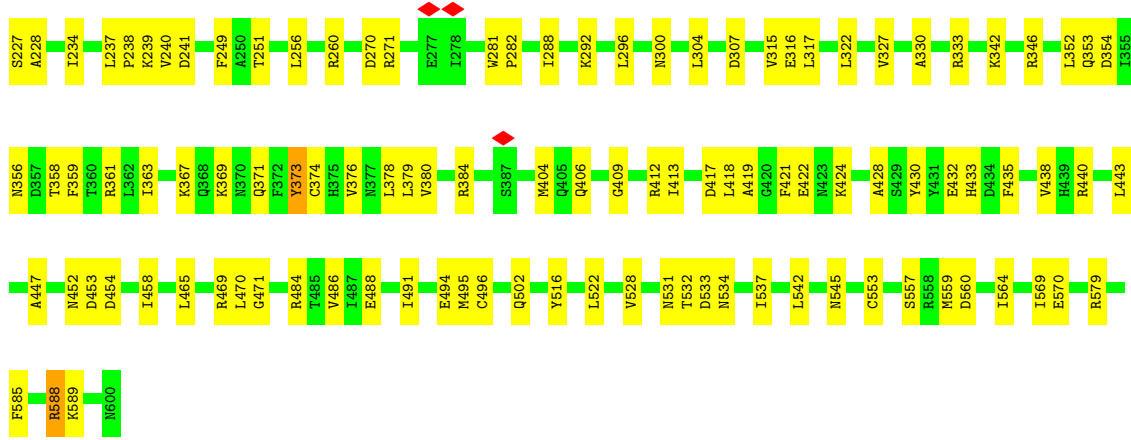 S227 A228 I234 L237 P238 K239 V240 D241 F249 A250 T251 L256 R260 D270 R271 E277 I278 W281 P282 I288 K292 L296 N300 L304 D307 V315 E316 L317 L322 V327 A330 R333 K342 R346 L352 Q353 D354 I355
N356 D357 T358 F359 T360 R361 L362 I363 K367 Q368 K369 N370 Q371 F372 Y373 C374 H375 V376 N377 L378 L379 V380 R384 S387 M404 Q405 Q406 G409 R412 I413 D417 L418 A419 G420 F421 E422 N423 K424 A428 S429 Y430 Y431 E432 H433 D434 F435 V438 H439 R440 L443
A447 N452 D453 D454 I458 L465 R469 L470 G471 R484 T485 V486 I487 E488 I491 E494 M495 C496 Q502 Y516 L522 V528 N531 T532 D533 N534 I537 L542 N545 C553 S557 R558 M559 D560 I564 I569 E570 R579
F585 R588 K589 N600